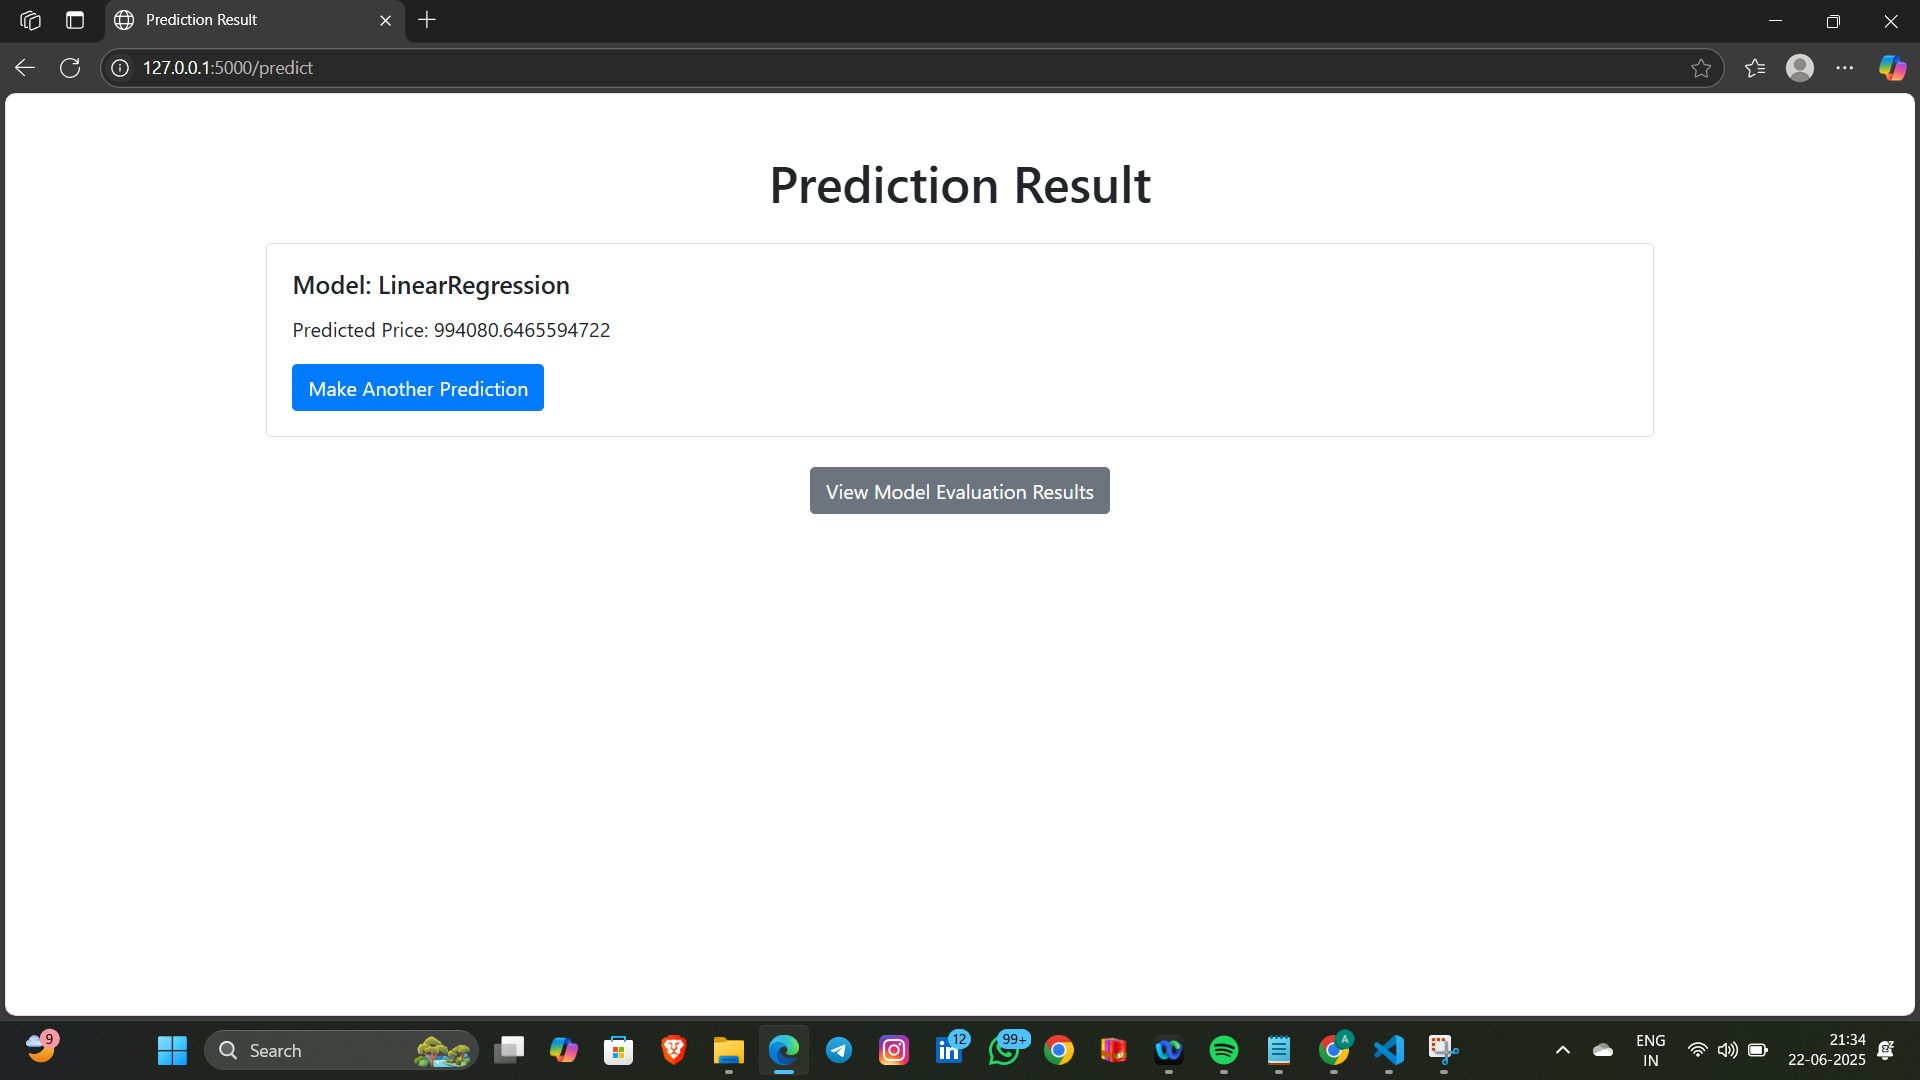 Prediction Result
127.0.0.1:5000/predict
Prediction Result
Model: LinearRegression
Predicted Price: 994080.6465594722
Make Another Prediction
View Model Evaluation Results
9
Search
12
99+
A
ENG
IN
21:34
22-06-2025